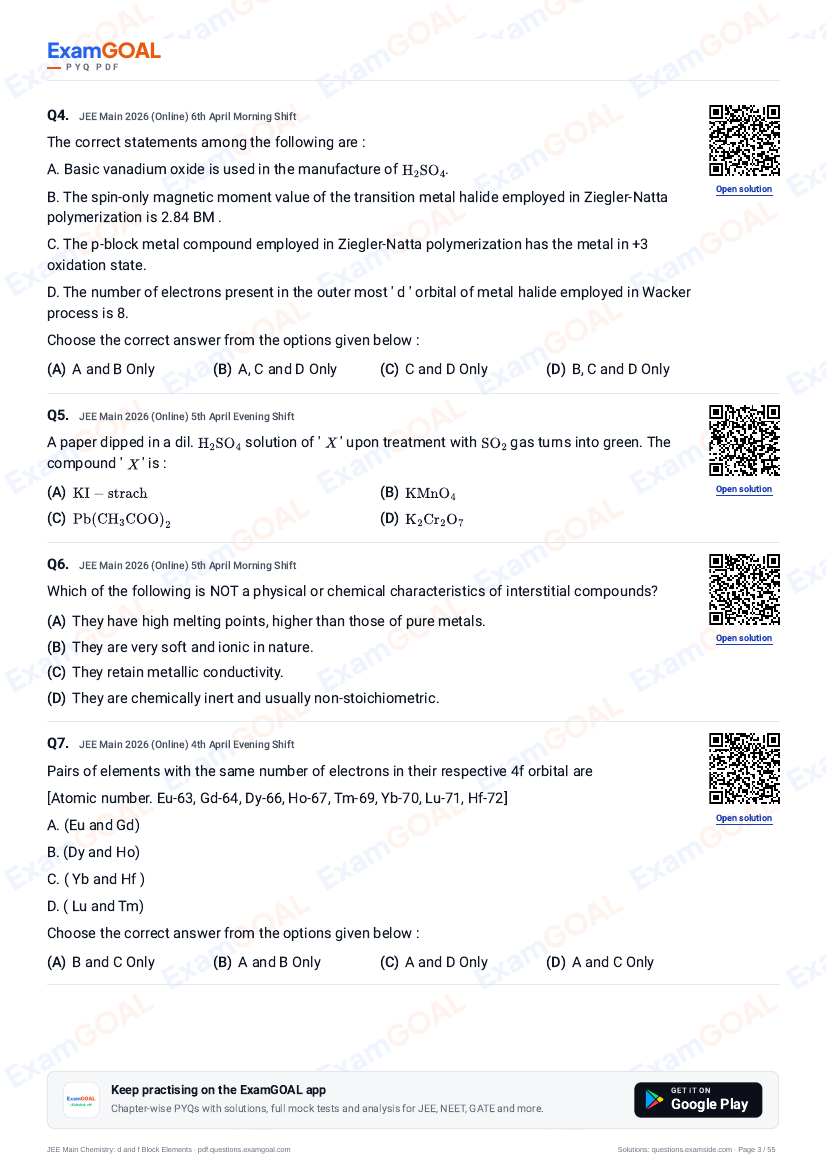 ExamGOAL
PYQ PDF
Q4. JEE Main 2026 (Online) 6th April Morning Shift
The correct statements among the following are :
A. Basic vanadium oxide is used in the manufacture of H₂SO₄.
B. The spin-only magnetic moment value of the transition metal halide employed in Ziegler-Natta
polymerization is 2.84 BM .
C. The p-block metal compound employed in Ziegler-Natta polymerization has the metal in +3
oxidation state.
D. The number of electrons present in the outer most ' d ' orbital of metal halide employed in Wacker
process is 8.
Choose the correct answer from the options given below :
(A) A and B Only (B) A, C and D Only (C) C and D Only (D) B, C and D Only
Open solution
Q5. JEE Main 2026 (Online) 5th April Evening Shift
A paper dipped in a dil. H₂SO₄ solution of ' X ' upon treatment with SO₂ gas turns into green. The
compound ' X ' is :
(A) KI − strach (B) KMnO₄
(C) Pb(CH₃COO)₂ (D) K₂Cr₂O₇
Open solution
Q6. JEE Main 2026 (Online) 5th April Morning Shift
Which of the following is NOT a physical or chemical characteristics of interstitial compounds?
(A) They have high melting points, higher than those of pure metals.
(B) They are very soft and ionic in nature.
(C) They retain metallic conductivity.
(D) They are chemically inert and usually non-stoichiometric.
Open solution
Q7. JEE Main 2026 (Online) 4th April Evening Shift
Pairs of elements with the same number of electrons in their respective 4f orbital are
[Atomic number. Eu-63, Gd-64, Dy-66, Ho-67, Tm-69, Yb-70, Lu-71, Hf-72]
A. (Eu and Gd)
B. (Dy and Ho)
C. ( Yb and Hf )
D. ( Lu and Tm)
Choose the correct answer from the options given below :
(A) B and C Only (B) A and B Only (C) A and D Only (D) A and C Only
Open solution
ExamGOAL
Keep practising on the ExamGOAL app
Chapter-wise PYQs with solutions, full mock tests and analysis for JEE, NEET, GATE and more.
GET IT ON
Google Play
JEE Main Chemistry: d and f Block Elements · pdf.questions.examgoal.com
Solutions: questions.examside.com · Page 3 / 55